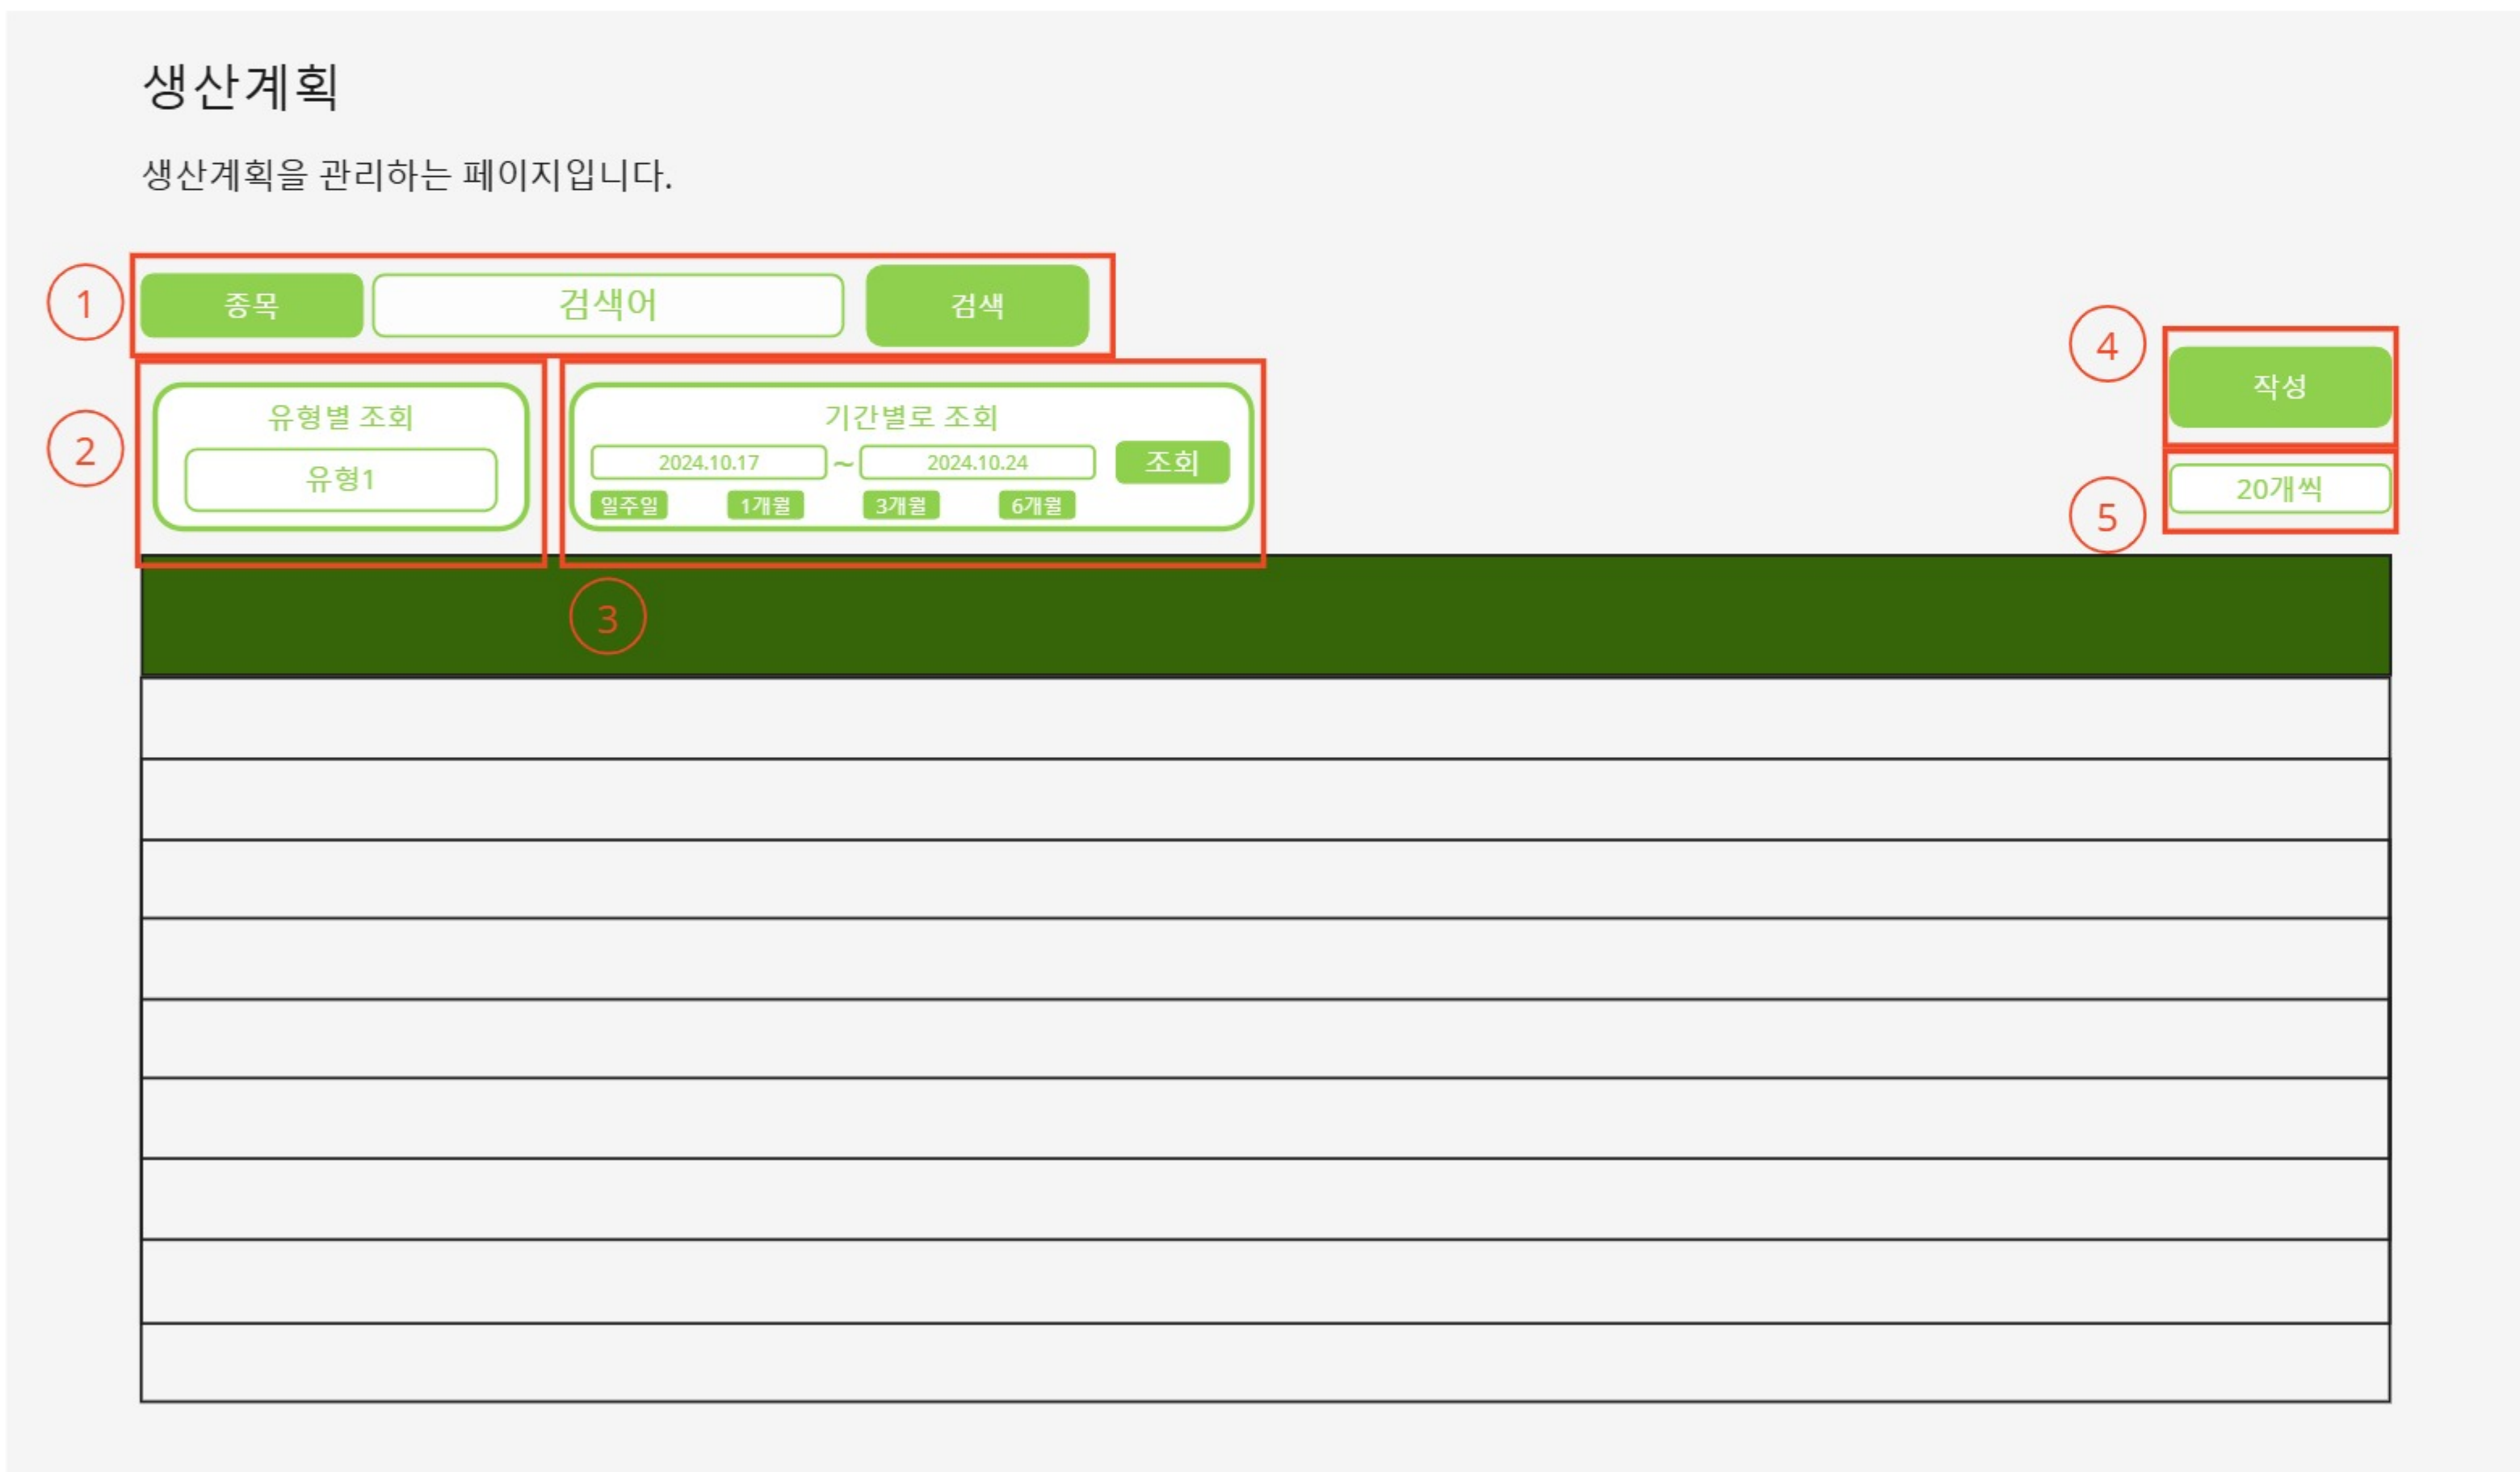 생산계획
생산계획을 관리하는 페이지입니다.
1 종목 검색어 검색
4 작성
2 유형별 조회
유형1
기간별로 조회
2024.10.17 ~ 2024.10.24 조회
일주일 1개월 3개월 6개월
5 20개씩
3